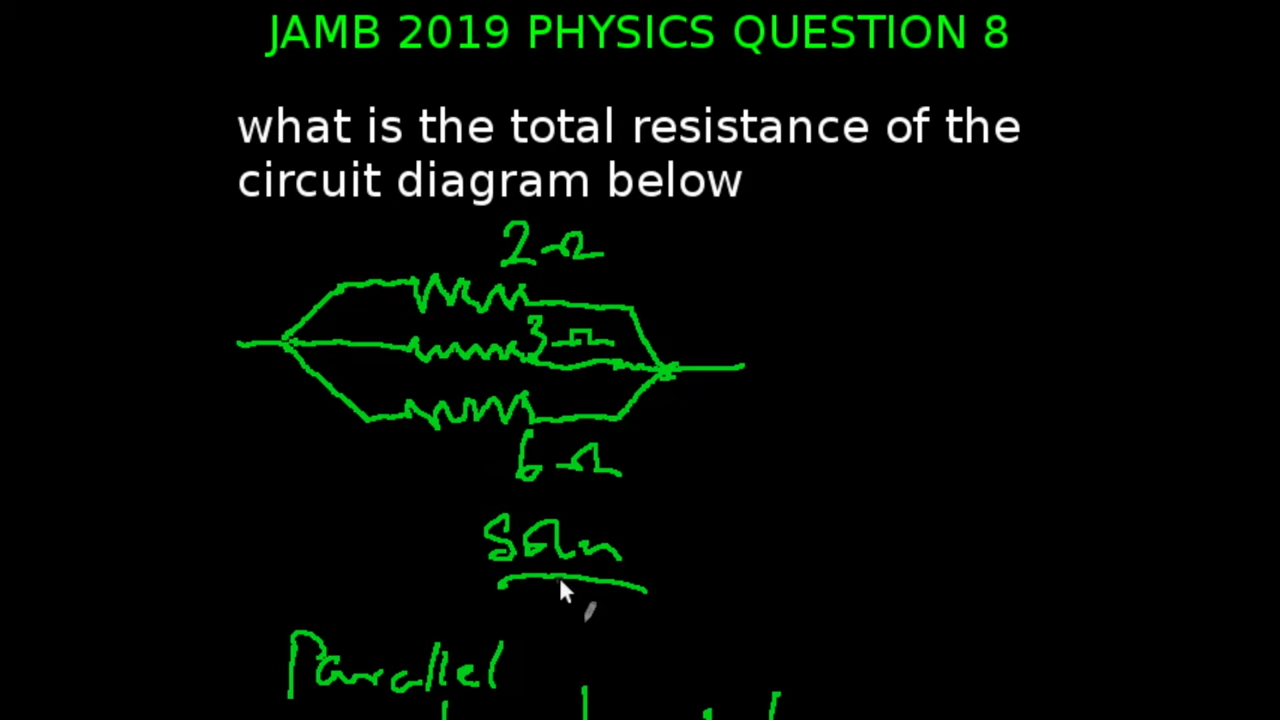 JAMB 2019 PHYSICS QUESTION 8
what is the total resistance of the
circuit diagram below
2Ω
3Ω
6Ω
Soln
Parallel